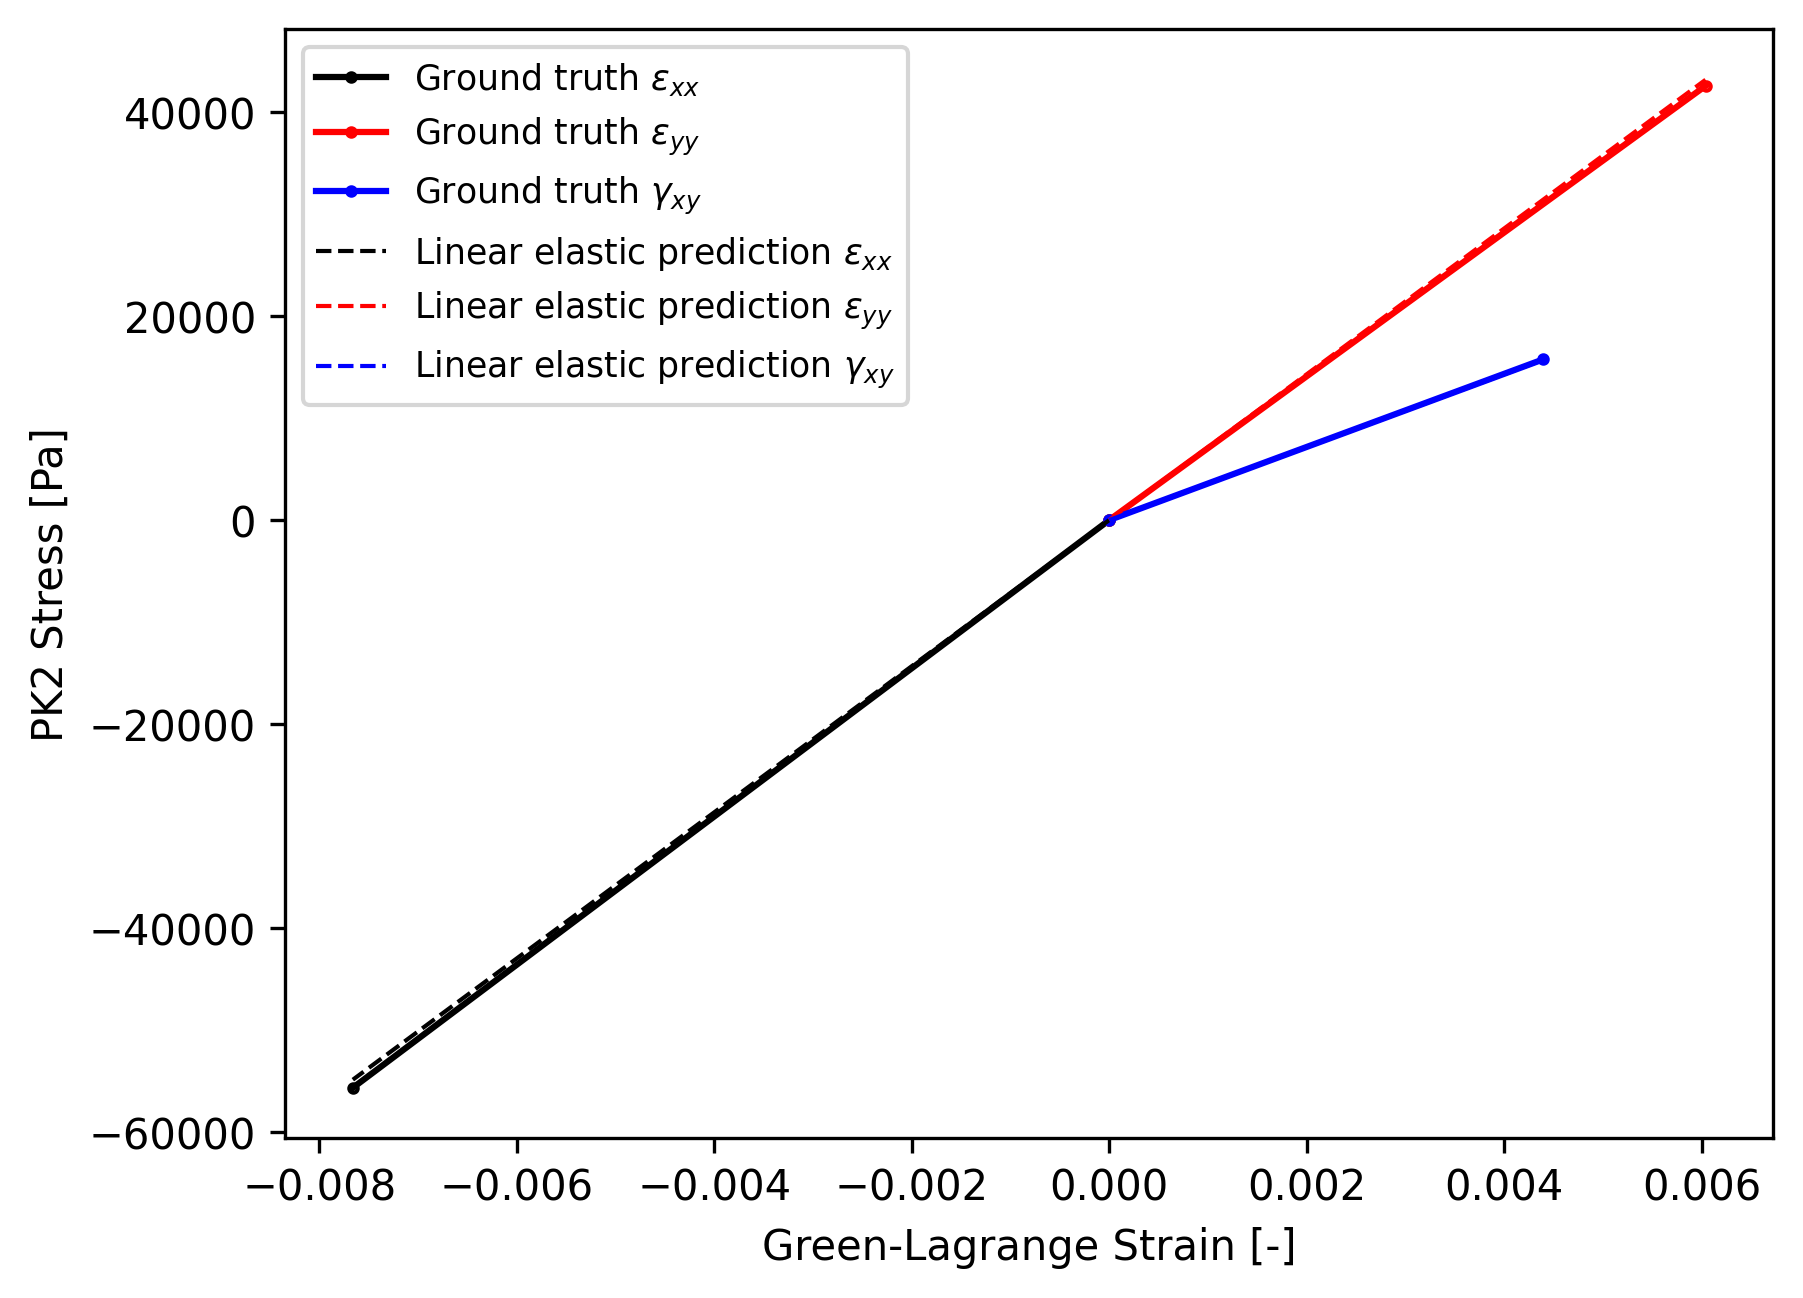 Ground truth εxx
Ground truth εyy
Ground truth γxy
Linear elastic prediction εxx
Linear elastic prediction εyy
Linear elastic prediction γxy
40000
20000
0
−20000
−40000
−60000
PK2 Stress [Pa]
−0.008 −0.006 −0.004 −0.002 0.000 0.002 0.004 0.006
Green-Lagrange Strain [-]